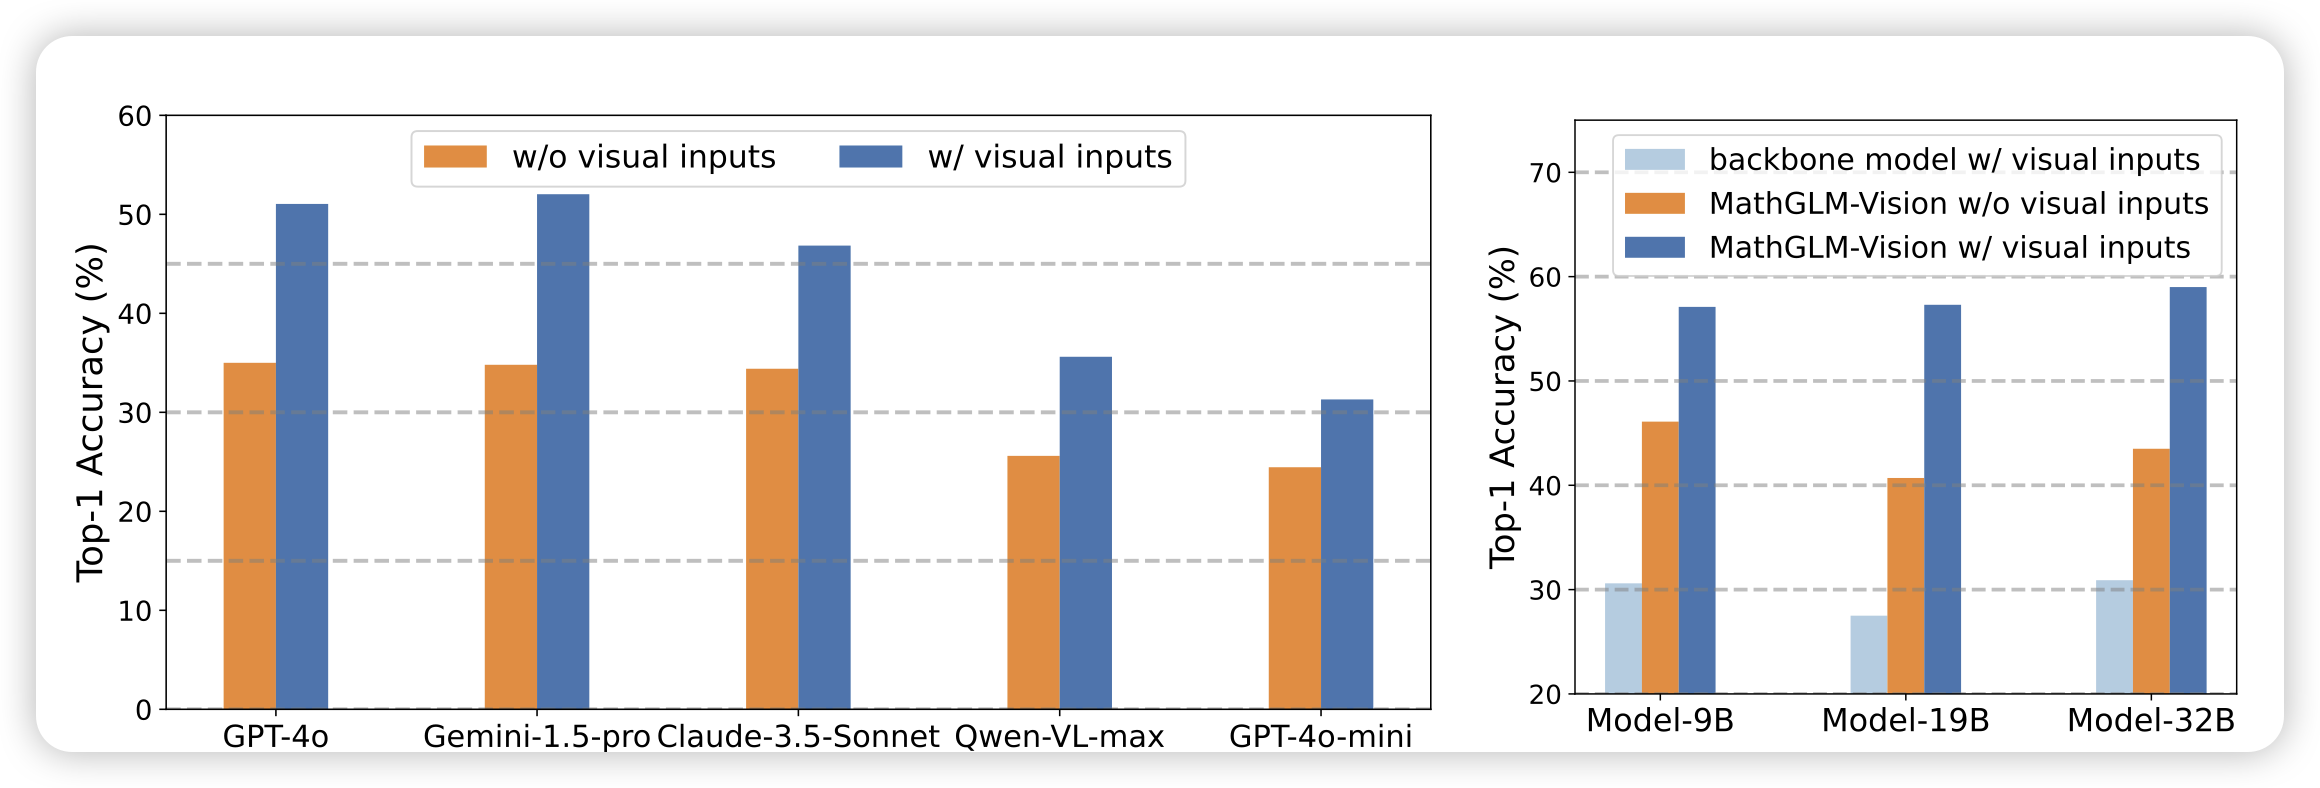 60
50
40
30
20
10
0
Top-1 Accuracy (%)
w/o visual inputs w/ visual inputs
GPT-4o Gemini-1.5-pro Claude-3.5-Sonnet Qwen-VL-max GPT-4o-mini
70
60
50
40
30
20
Top-1 Accuracy (%)
backbone model w/ visual inputs
MathGLM-Vision w/o visual inputs
MathGLM-Vision w/ visual inputs
Model-9B Model-19B Model-32B